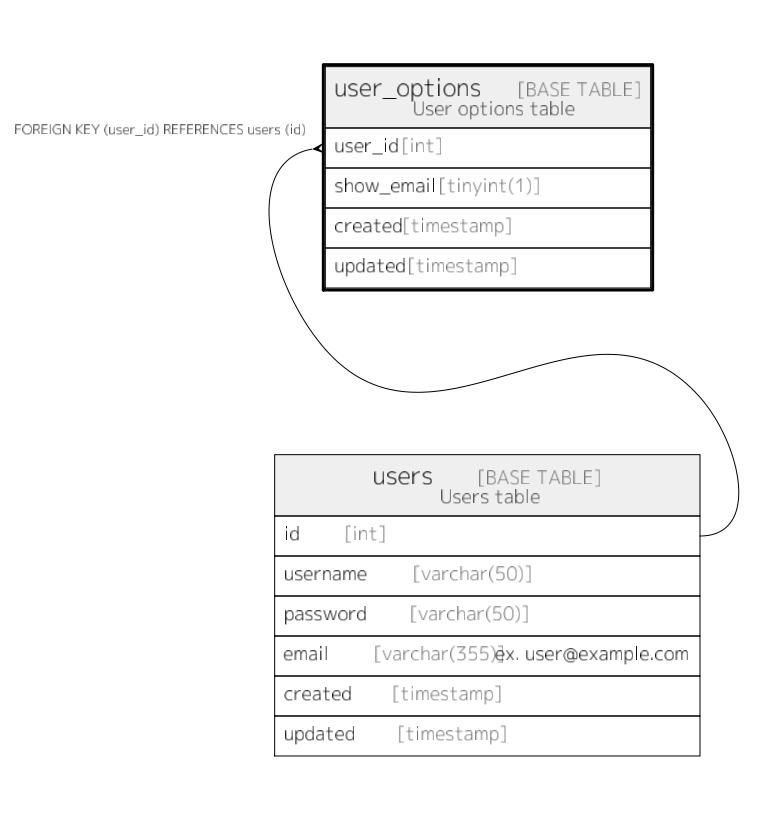 user_options [BASE TABLE]
User options table
FOREIGN KEY (user_id) REFERENCES users (id)
user_id [int]
show_email [tinyint(1)]
created [timestamp]
updated [timestamp]
users [BASE TABLE]
Users table
id [int]
username [varchar(50)]
password [varchar(50)]
email [varchar(355)] ex. user@example.com
created [timestamp]
updated [timestamp]